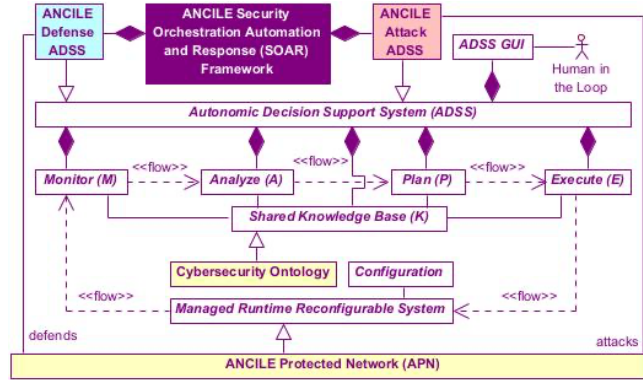 ANCILE
Defense
ADSS
ANCILE Security
Orchestration Automation
and Response (SOAR)
Framework
ANCILE
Attack
ADSS
ADSS GUI
Human in
the Loop
Autonomic Decision Support System (ADSS)
<<flow>>
<<flow>>
<<flow>>
Monitor (M)
Analyze (A)
Plan (P)
Execute (E)
Shared Knowledge Base (K)
Cybersecurity Ontology
Configuration
<<flow>>
<<flow>>
Managed Runtime Reconfigurable System
defends
attacks
ANCILE Protected Network (APN)